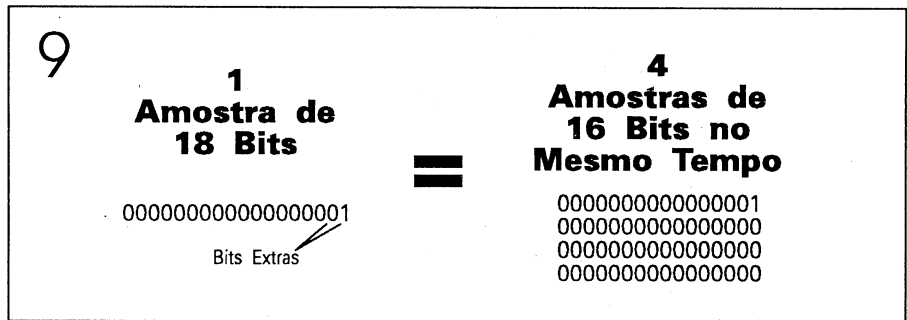 9
1
Amostra de
18 Bits
000000000000000001
Bits Extras
=
4
Amostras de
16 Bits no
Mesmo Tempo
0000000000000001
0000000000000000
0000000000000000
0000000000000000